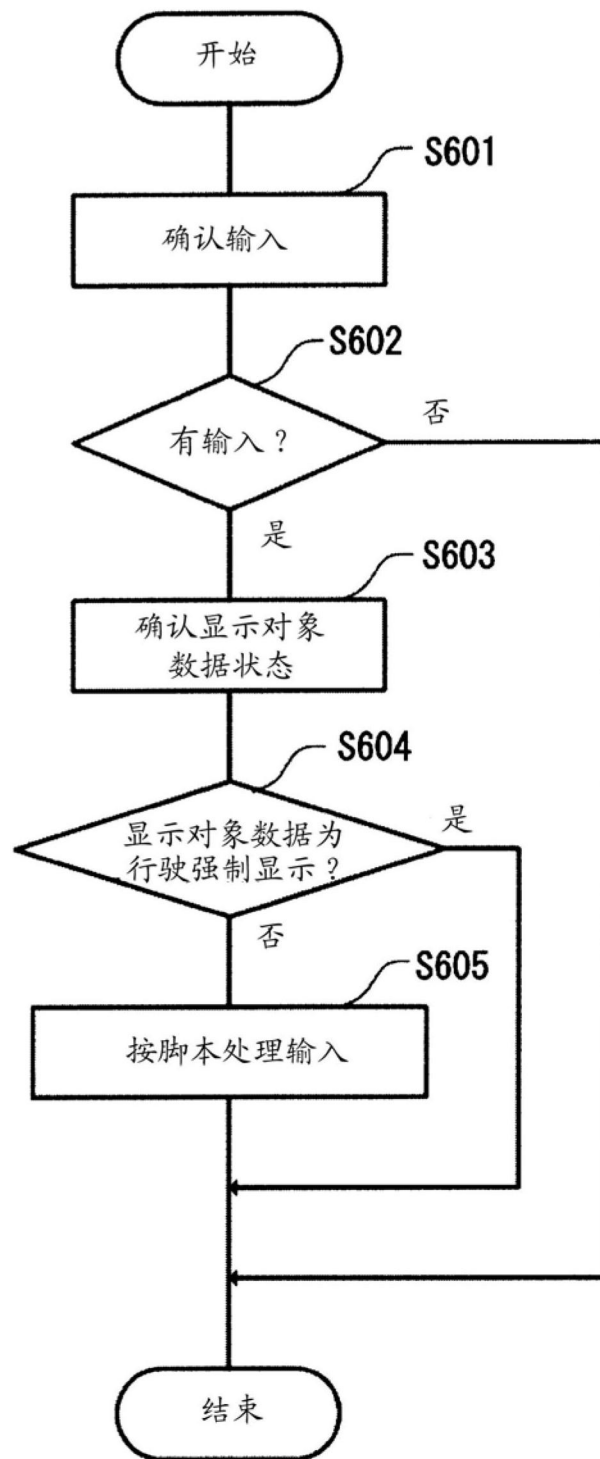 开始
S601
确认输入
S602
有输入？
否
是
S603
确认显示对象
数据状态
S604
显示对象数据为
行驶强制显示？
是
否
S605
按脚本处理输入
结束